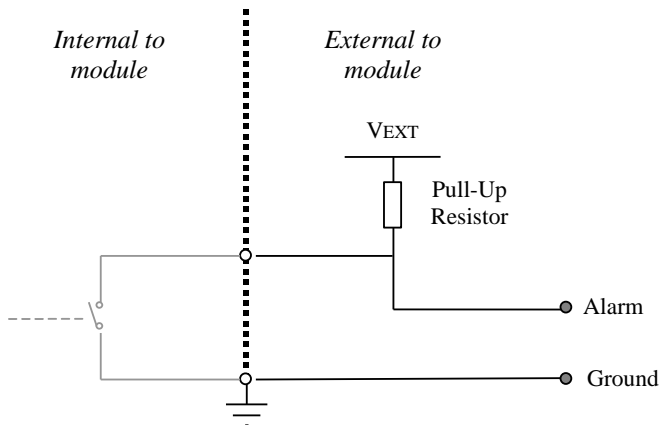 Internal to
module
External to
module
VEXT
Pull-Up
Resistor
Alarm
Ground